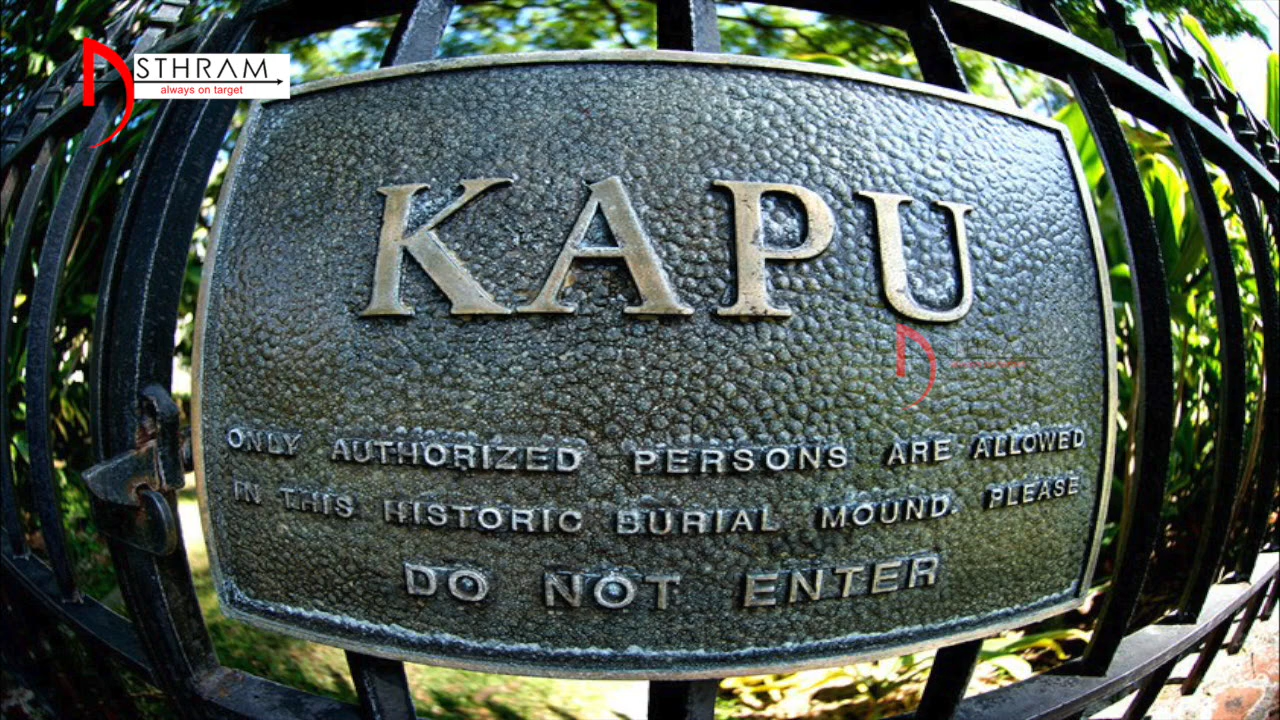 STHRAM
always on target
KAPU
ONLY AUTHORIZED PERSONS ARE ALLOWED
IN THIS HISTORIC BURIAL MOUND. PLEASE
DO NOT ENTER